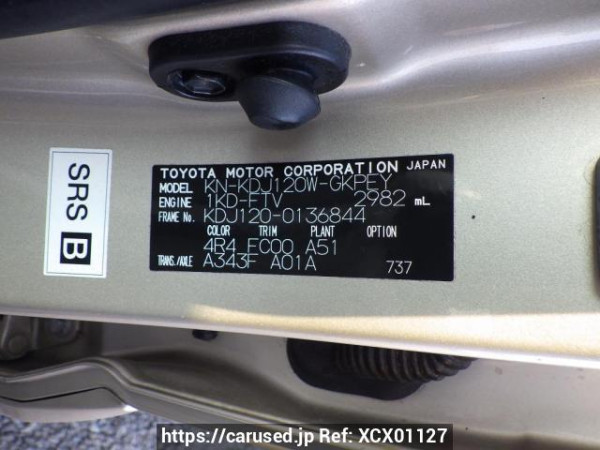 TOYOTA MOTOR CORPORATION JAPAN
MODEL KN-KDJ120W-GKPEY
ENGINE 1KD-FTV 2982 mL
FRAME No. KDJ120-0136844
COLOR TRIM PLANT OPTION
4R4 FC00 A51
TRANS./AXLE A343F A01A 737
SRS B
https://carused.jp Ref: XCX01127